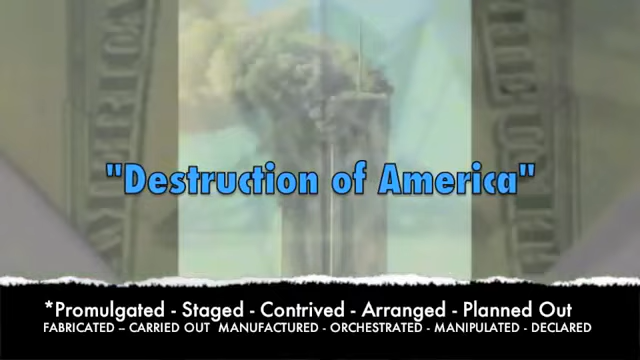 "Destruction of America"
*Promulgated - Staged - Contrived - Arranged - Planned Out
FABRICATED – CARRIED OUT MANUFACTURED - ORCHESTRATED - MANIPULATED - DECLARED